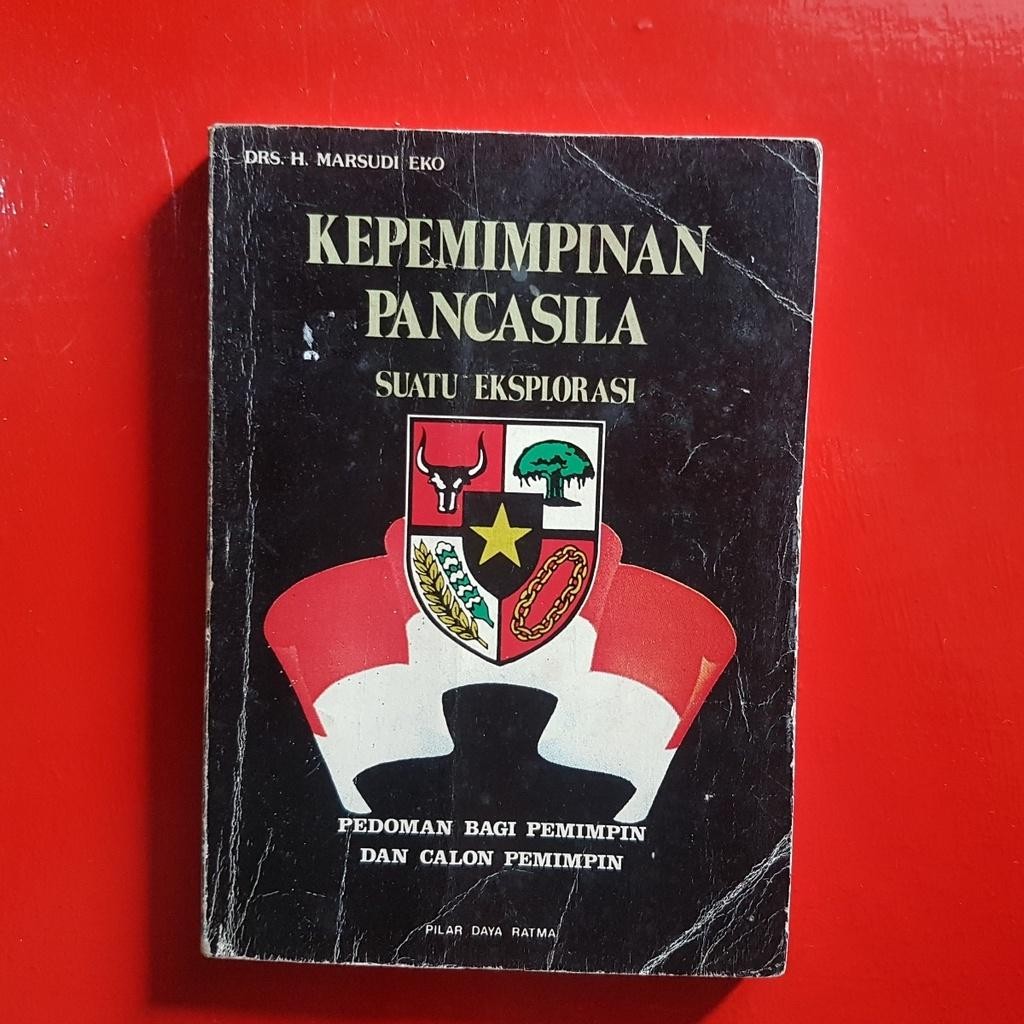 DRS. H. MARSUDI EKO
KEPEMIMPINAN
PANCASILA
SUATU EKSPLORASI
PEDOMAN BAGI PEMIMPIN
DAN CALON PEMIMPIN
PILAR DAYA RATMA